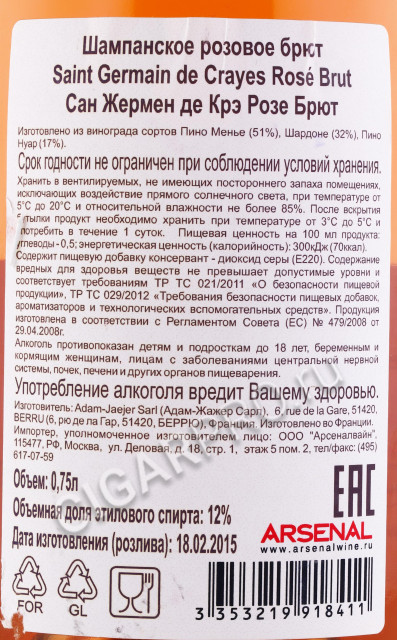 Шампанское розовое брют
Saint Germain de Crayes Rosé Brut
Сан Жермен де Крэ Розе Брют
Изготовлено из винограда сортов Пино Менье (51%), Шардоне (32%), Пино
Нуар (17%).
Срок годности не ограничен при соблюдении условий хранения.
Хранить в вентилируемых, не имеющих постороннего запаха помещениях,
исключающих воздействие прямого солнечного света, при температуре от
5°С до 20°С и относительной влажности не более 85%. После вскрытия
бутылки продукт необходимо хранить при температуре от 3°С до 5°С и
употребить в течение 1 суток. Пищевая ценность на 100 мл продукта:
углеводы - 0,5; энергетическая ценность (калорийность): 300кДж (70ккал).
Содержит пищевую добавку консервант - диоксид серы (Е220). Содержание
вредных для здоровья веществ не превышает допустимые уровни и
соответствует требованиям ТР ТС 021/2011 «О безопасности пищевой
продукции», ТР ТС 029/2012 «Требования безопасности пищевых добавок,
ароматизаторов и технологических вспомогательных средств». Продукция
изготовлена в соответствии с Регламентом Совета (ЕС) № 479/2008 от
29.04.2008г.
Алкоголь противопоказан детям и подросткам до 18 лет, беременным и
кормящим женщинам, лицам с заболеваниями центральной нервной
системы, почек, печени и других органов пищеварения.
Употребление алкоголя вредит Вашему здоровью.
Изготовитель: Adam-Jaejer Sarl (Адам-Жаже Сарл), 6, rue de la Gare, 51420,
BERRU (6, рю де ла Гар, 51420, БЕРРЮ), Франция. Изготовлено во Франции.
Импортер, уполномоченное изготовителем лицо: ООО "Арсеналвайн".
115477, РФ, Москва, ул. Деловая, д. 18, стр. 1, этаж 5 пом. 2, тел/факс: (495)
617-07-59
Объем: 0,75л
Объемная доля этилового спирта: 12%
Дата изготовления (розлива): 18.02.2015
EAC
ARSENAL
www.arsenalwine.ru
FOR
GL
3 353219 918411
CIGARPRO.RU